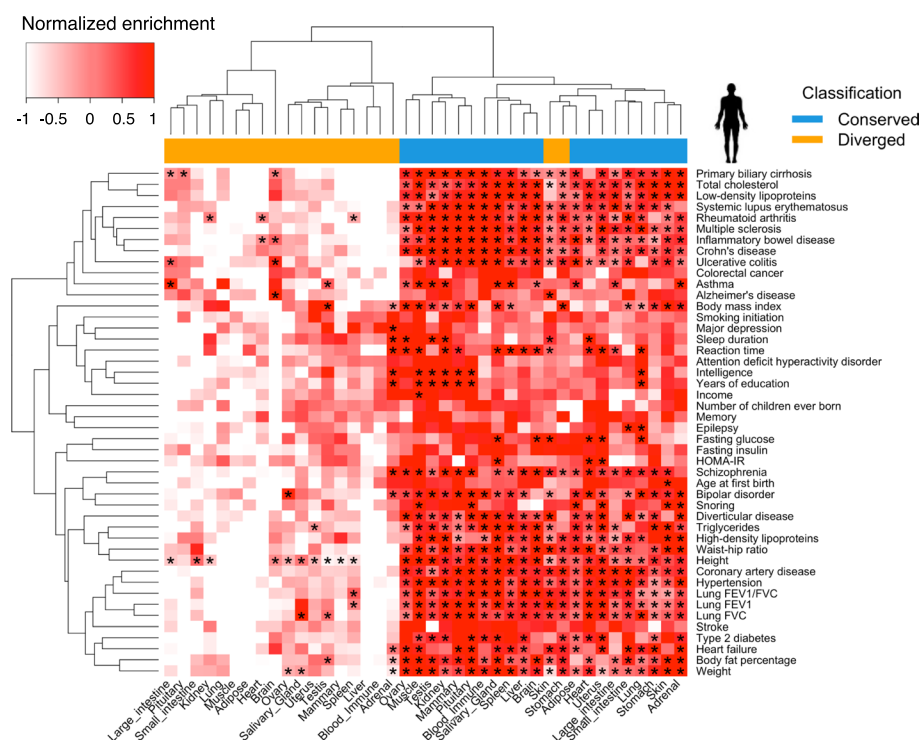 Normalized enrichment
-1 -0.5 0 0.5 1
Classification
Conserved
Diverged
Primary biliary cirrhosis
Total cholesterol
Low-density lipoproteins
Systemic lupus erythematosus
Rheumatoid arthritis
Multiple sclerosis
Inflammatory bowel disease
Crohn's disease
Ulcerative colitis
Colorectal cancer
Asthma
Alzheimer's disease
Body mass index
Smoking initiation
Major depression
Sleep duration
Reaction time
Attention deficit hyperactivity disorder
Intelligence
Years of education
Income
Number of children ever born
Memory
Epilepsy
Fasting glucose
Fasting insulin
HOMA-IR
Schizophrenia
Age at first birth
Bipolar disorder
Snoring
Diverticular disease
Triglycerides
High-density lipoproteins
Waist-hip ratio
Height
Coronary artery disease
Hypertension
Lung FEV1/FVC
Lung FEV1
Lung FVC
Stroke
Type 2 diabetes
Heart failure
Body fat percentage
Weight
Large_intestine
Pituitary
Small_intestine
Kidney
Lung
Muscle
Adipose
Heart
Brain
Ovary
Salivary_Gland
Uterus
Testis
Mammary
Spleen
Liver
Blood_Immune
Adrenal
Ovary
Muscle
Testis
Kidney
Mammary
Pituitary
Blood_Immune
Salivary_Gland
Spleen
Liver
Brain
Skin
Stomach
Adipose
Heart
Uterus
Large_intestine
Small_intestine
Lung
Stomach
Skin
Adrenal